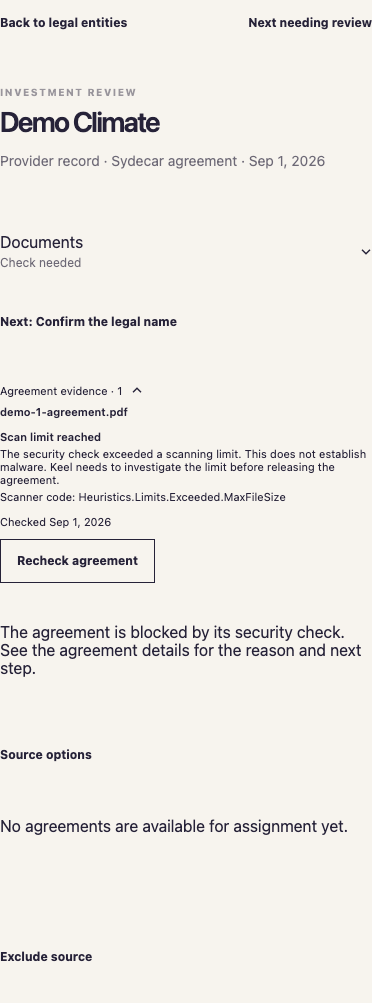 Back to legal entities
Next needing review
INVESTMENT REVIEW
Demo Climate
Provider record · Sydecar agreement · Sep 1, 2026
Documents
Check needed
Next: Confirm the legal name
Agreement evidence · 1
demo-1-agreement.pdf
Scan limit reached
The security check exceeded a scanning limit. This does not establish
malware. Keel needs to investigate the limit before releasing the
agreement.
Scanner code: Heuristics.Limits.Exceeded.MaxFileSize
Checked Sep 1, 2026
Recheck agreement
The agreement is blocked by its security check.
See the agreement details for the reason and next
step.
Source options
No agreements are available for assignment yet.
Exclude source